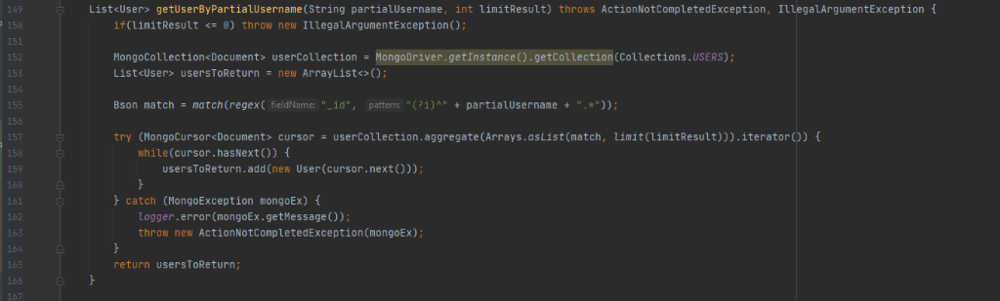 149 List<User> getUserByPartialUsername(String partialUsername, int limitResult) throws ActionNotCompletedException, IllegalArgumentException {
150 if(limitResult <= 0) throw new IllegalArgumentException();
151
152 MongoCollection<Document> userCollection = MongoDriver.getInstance().getCollection(Collections.USERS);
153 List<User> usersToReturn = new ArrayList<>();
154
155 Bson match = match(regex( fieldName: "_id", pattern: "(?i)^" + partialUsername + ".*"));
156
157 try (MongoCursor<Document> cursor = userCollection.aggregate(Arrays.asList(match, limit(limitResult))).iterator()) {
158 while(cursor.hasNext()) {
159 usersToReturn.add(new User(cursor.next()));
160 }
161 } catch (MongoException mongoEx) {
162 logger.error(mongoEx.getMessage());
163 throw new ActionNotCompletedException(mongoEx);
164 }
165 return usersToReturn;
166 }
167